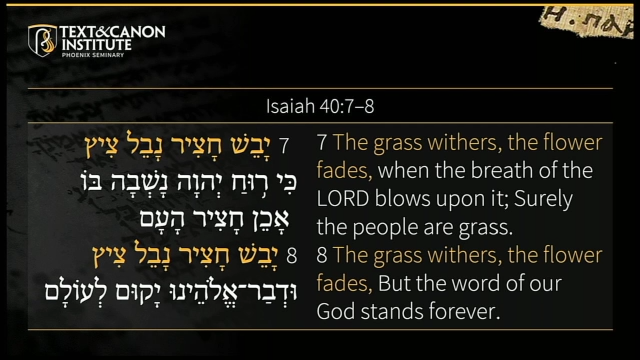 TEXT&CANON
INSTITUTE
PHOENIX SEMINARY
Isaiah 40:7–8
7 יָבֵשׁ חָצִיר נָבֵל צִיץ
כִּי ר֥וּחַ יְהוָה נָשְׁבָה בּוֹ
אָכֵן חָצִיר הָעָם
8 יָבֵשׁ חָצִיר נָבֵל צִיץ
וּדְבַר־אֱלֹהֵינוּ יָקוּם לְעוֹלָם
7 The grass withers, the flower
fades, when the breath of the
LORD blows upon it; Surely
the people are grass.
8 The grass withers, the flower
fades, But the word of our
God stands forever.